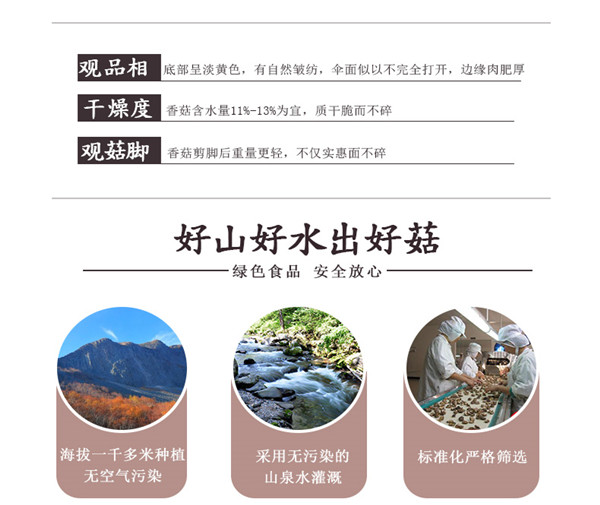 观品相 底部呈淡黄色，有自然皱纺，伞面似以不完全打开，边缘肉肥厚
干燥度 香菇含水量11%-13%为宜，质干脆而不碎
观菇脚 香菇剪脚后重量更轻，不仅实惠面不碎
好山好水出好菇
绿色食品 安全放心
海拔一千多米种植
无空气污染
采用无污染的
山泉水灌溉
标准化严格筛选